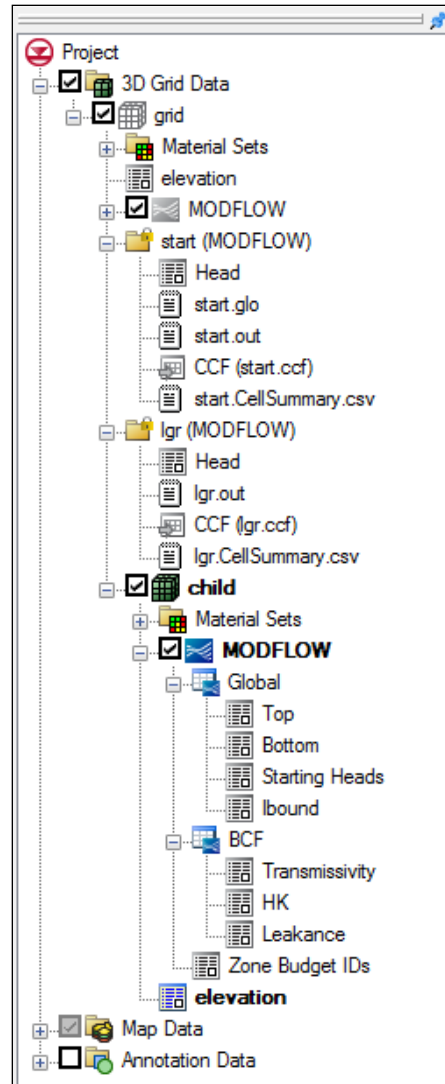 Project
3D Grid Data
grid
Material Sets
elevation
MODFLOW
start (MODFLOW)
Head
start.glo
start.out
CCF (start.ccf)
start.CellSummary.csv
lgr (MODFLOW)
Head
lgr.out
CCF (lgr.ccf)
lgr.CellSummary.csv
child
Material Sets
MODFLOW
Global
Top
Bottom
Starting Heads
Ibound
BCF
Transmissivity
HK
Leakance
Zone Budget IDs
elevation
Map Data
Annotation Data